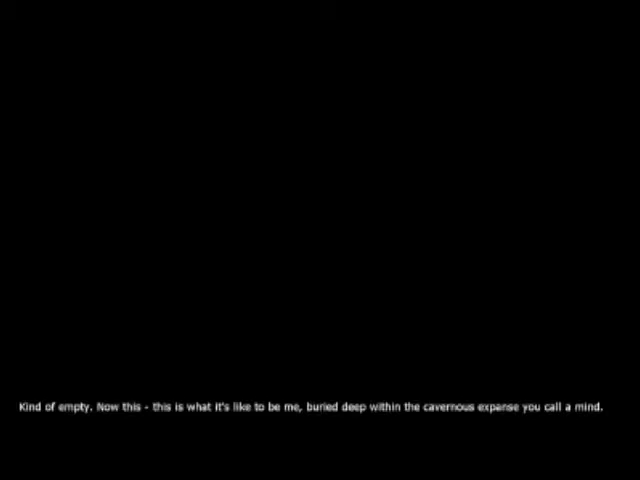 Kind of empty. Now this - this is what it's like to be me, buried deep within the cavernous expanse you call a mind.